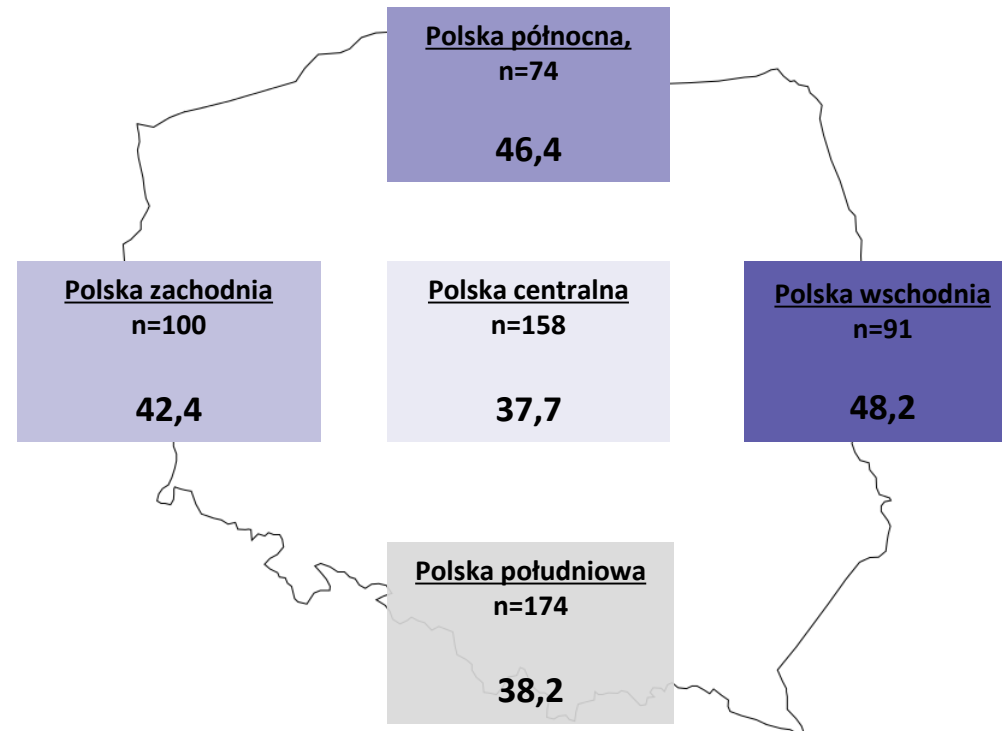 Polska północna,
n=74
46,4
Polska zachodnia
n=100
42,4
Polska centralna
n=158
37,7
Polska wschodnia
n=91
48,2
Polska południowa
n=174
38,2